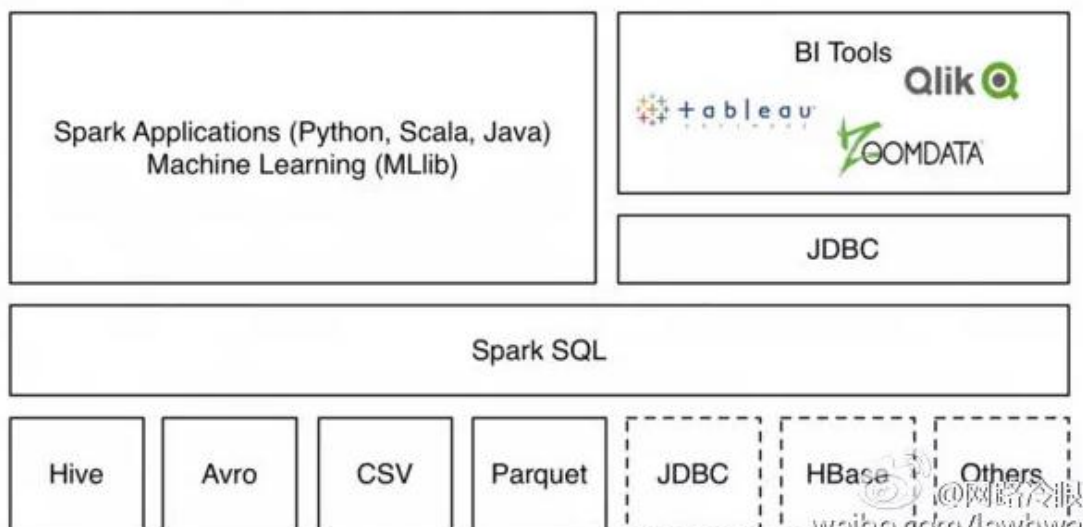 Spark Applications (Python, Scala, Java)
Machine Learning (MLlib)
BI Tools
Qlik
+ableau
ZOOMDATA
JDBC
Spark SQL
Hive
Avro
CSV
Parquet
JDBC
HBase
Others